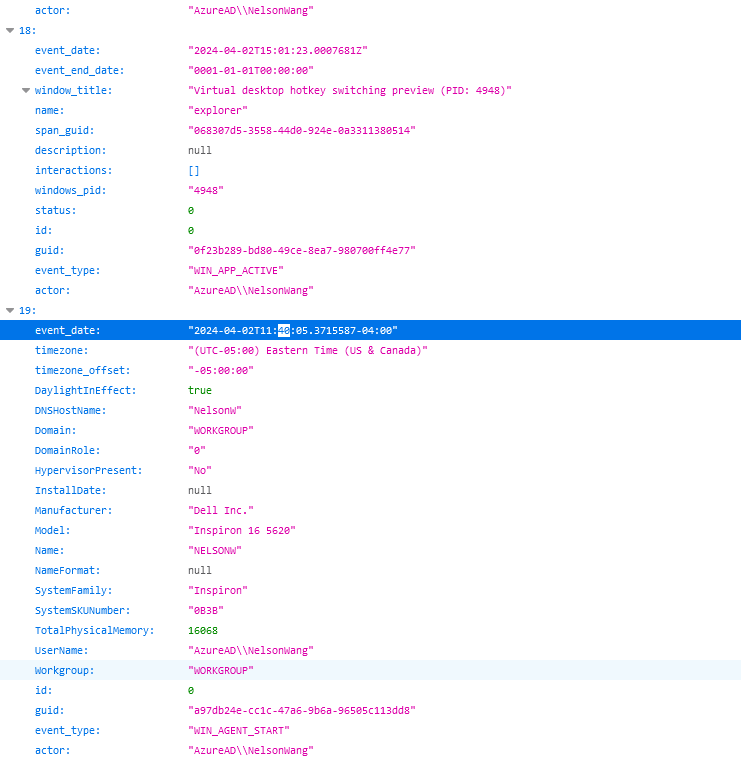 actor: "AzureAD\\NelsonWang"
18:
event_date: "2024-04-02T15:01:23.0007681Z"
event_end_date: "0001-01-01T00:00:00"
window_title: "Virtual desktop hotkey switching preview (PID: 4948)"
name: "explorer"
span_guid: "068307d5-3558-44d0-924e-0a3311380514"
description: null
interactions: []
windows_pid: "4948"
status: 0
id: 0
guid: "0f23b289-bd80-49ce-8ea7-980700ff4e77"
event_type: "WIN_APP_ACTIVE"
actor: "AzureAD\\NelsonWang"
19:
event_date: "2024-04-02T11:40:05.3715587-04:00"
timezone: "(UTC-05:00) Eastern Time (US & Canada)"
timezone_offset: "-05:00:00"
DaylightInEffect: true
DNSHostName: "NelsonW"
Domain: "WORKGROUP"
DomainRole: "0"
HypervisorPresent: "No"
InstallDate: null
Manufacturer: "Dell Inc."
Model: "Inspiron 16 5620"
Name: "NELSONW"
NameFormat: null
SystemFamily: "Inspiron"
SystemSKUNumber: "0B3B"
TotalPhysicalMemory: 16068
UserName: "AzureAD\\NelsonWang"
Workgroup: "WORKGROUP"
id: 0
guid: "a97db24e-cc1c-47a6-9b6a-96505c113dd8"
event_type: "WIN_AGENT_START"
actor: "AzureAD\\NelsonWang"